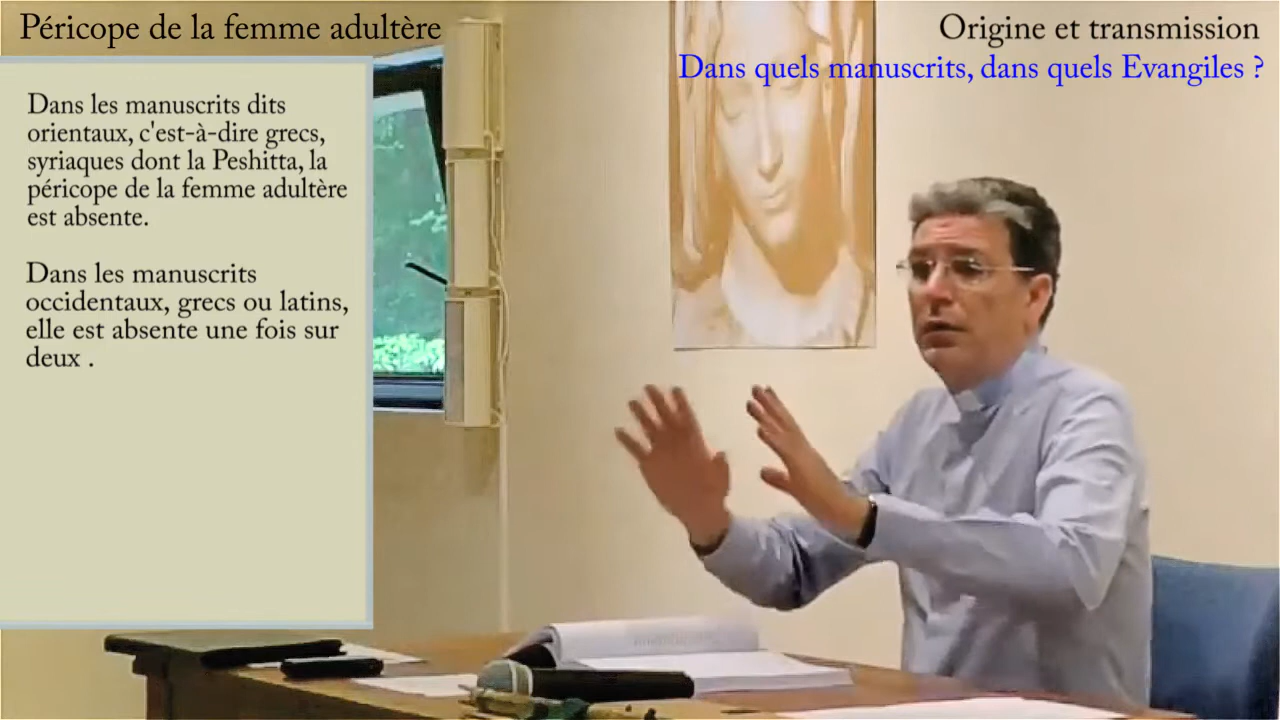 Péricope de la femme adultère
Origine et transmission
Dans quels manuscrits, dans quels Evangiles ?
Dans les manuscrits dits
orientaux, c'est-à-dire grecs,
syriaques dont la Peshitta, la
péricope de la femme adultère
est absente.
Dans les manuscrits
occidentaux, grecs ou latins,
elle est absente une fois sur
deux .